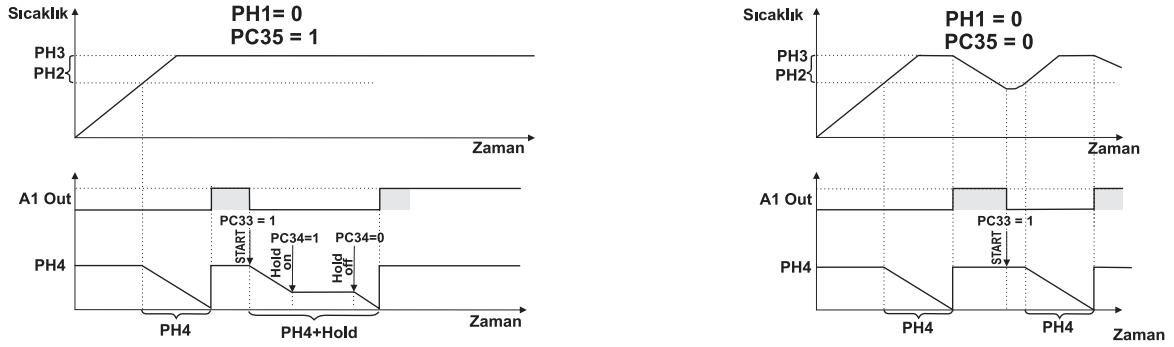 Sıcaklık
PH1= 0
PC35 = 1
PH3
PH2
Zaman
A1 Out
PC33 = 1
START
PC34=1
PC34=0
Hold on
Hold off
PH4
PH4
PH4+Hold
Zaman
Sıcaklık
PH1 = 0
PC35 = 0
PH3
PH2
Zaman
A1 Out
PC33 = 1
START
PH4
PH4
PH4
Zaman